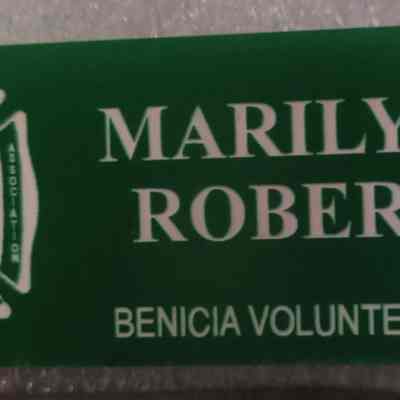 ASSOCIATION
MARILY
ROBER
BENICIA VOLUNTE